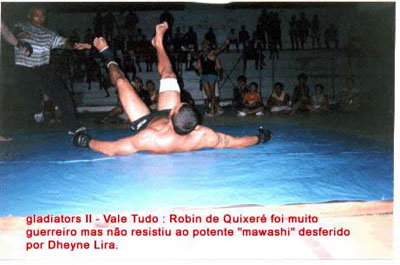 gladiators II - Vale Tudo : Robin de Quixeré foi muito
guerreiro mas não resistiu ao potente "mawashi" desferido
por Dheyne Lira.